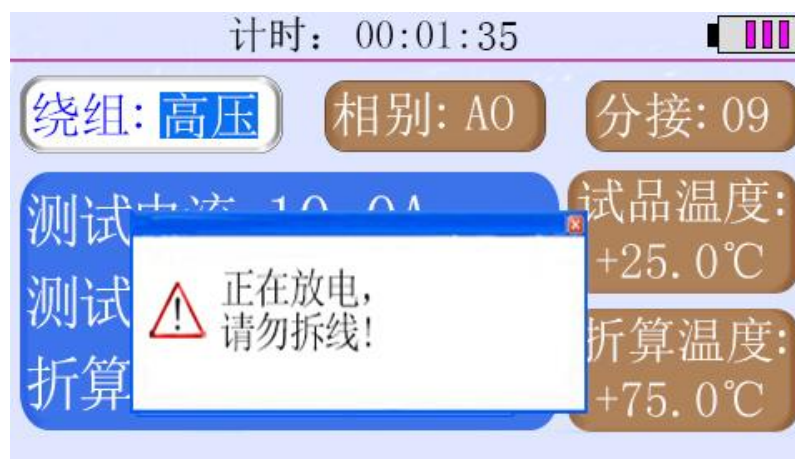 计时: 00:01:35
绕组:高压
相别:AO
分接:09
测试
试品温度:
+25.0℃
正在放电,
请勿拆线!
测试
折算
折算温度:
+75.0℃